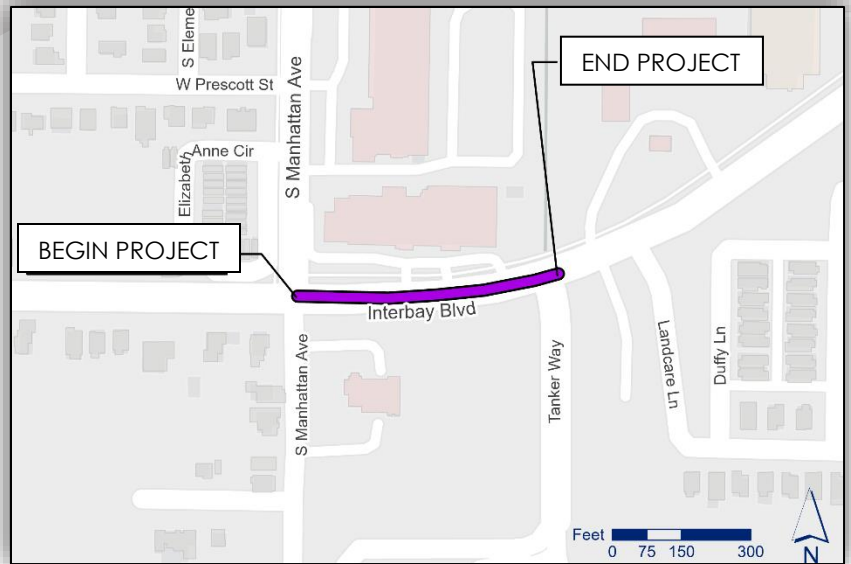 S Eleme
W Prescott St
S Manhattan Ave
END PROJECT
Anne Cir
Elizabeth
BEGIN PROJECT
Interbay Blvd
S Manhattan Ave
Tanker Way
Landcare Ln
Duffy Ln
Feet
0 75 150 300
N